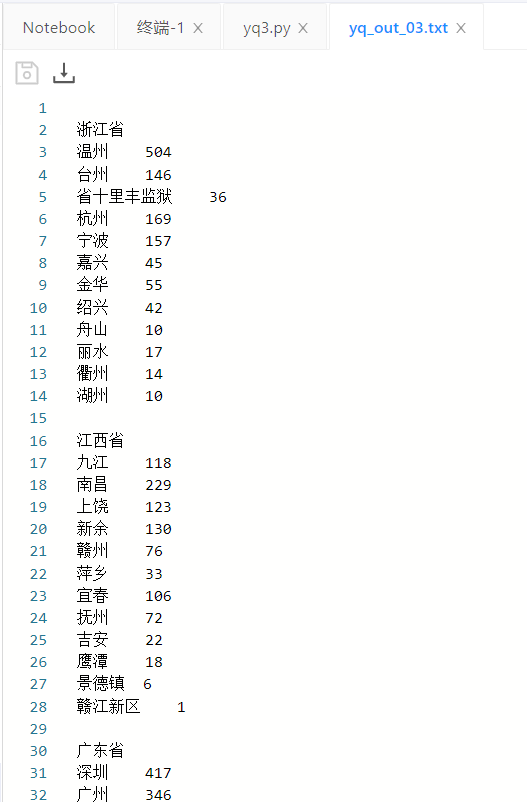 Notebook 终端-1 × yq3.py × yq_out_03.txt ×
1
2 浙江省
3 温州 504
4 台州 146
5 省十里丰监狱 36
6 杭州 169
7 宁波 157
8 嘉兴 45
9 金华 55
10 绍兴 42
11 舟山 10
12 丽水 17
13 衢州 14
14 湖州 10
15
16 江西省
17 九江 118
18 南昌 229
19 上饶 123
20 新余 130
21 赣州 76
22 萍乡 33
23 宜春 106
24 抚州 72
25 吉安 22
26 鹰潭 18
27 景德镇 6
28 赣江新区 1
29
30 广东省
31 深圳 417
32 广州 346